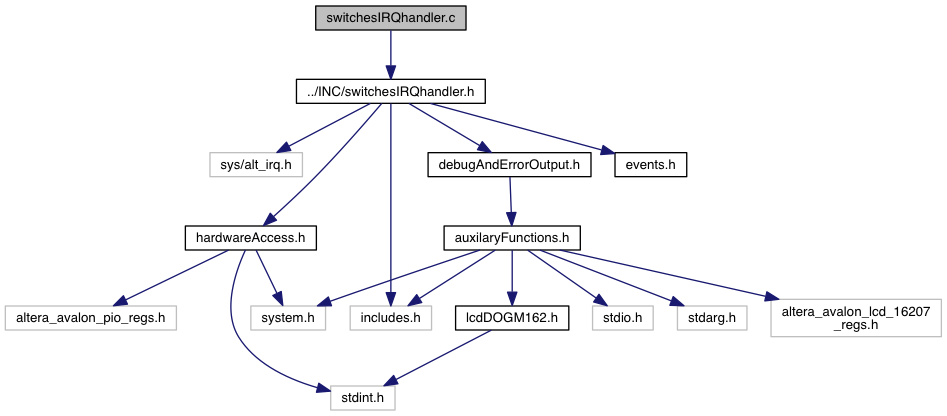 switchesIRQhandler.c
../INC/switchesIRQhandler.h
sys/alt_irq.h
debugAndErrorOutput.h
events.h
hardwareAccess.h
auxilaryFunctions.h
altera_avalon_pio_regs.h
system.h
includes.h
lcdDOGM162.h
stdio.h
stdarg.h
altera_avalon_lcd_16207
_regs.h
stdint.h